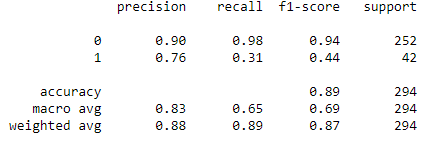 precision recall f1-score support
0 0.90 0.98 0.94 252
1 0.76 0.31 0.44 42
accuracy 0.89 294
macro avg 0.83 0.65 0.69 294
weighted avg 0.88 0.89 0.87 294